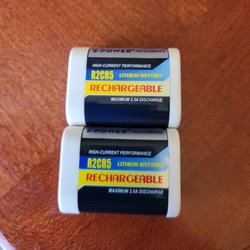 Z-POWER
HIGH-CURRENT PERFORMANCE
R2CR5 LITHIUM BATTERY
RECHARGEABLE
MAXIMUM 2.5A DISCHARGE
Z-POWER
HIGH-CURRENT PERFORMANCE
R2CR5 LITHIUM BATTERY
RECHARGEABLE
MAXIMUM 2.5A DISCHARGE